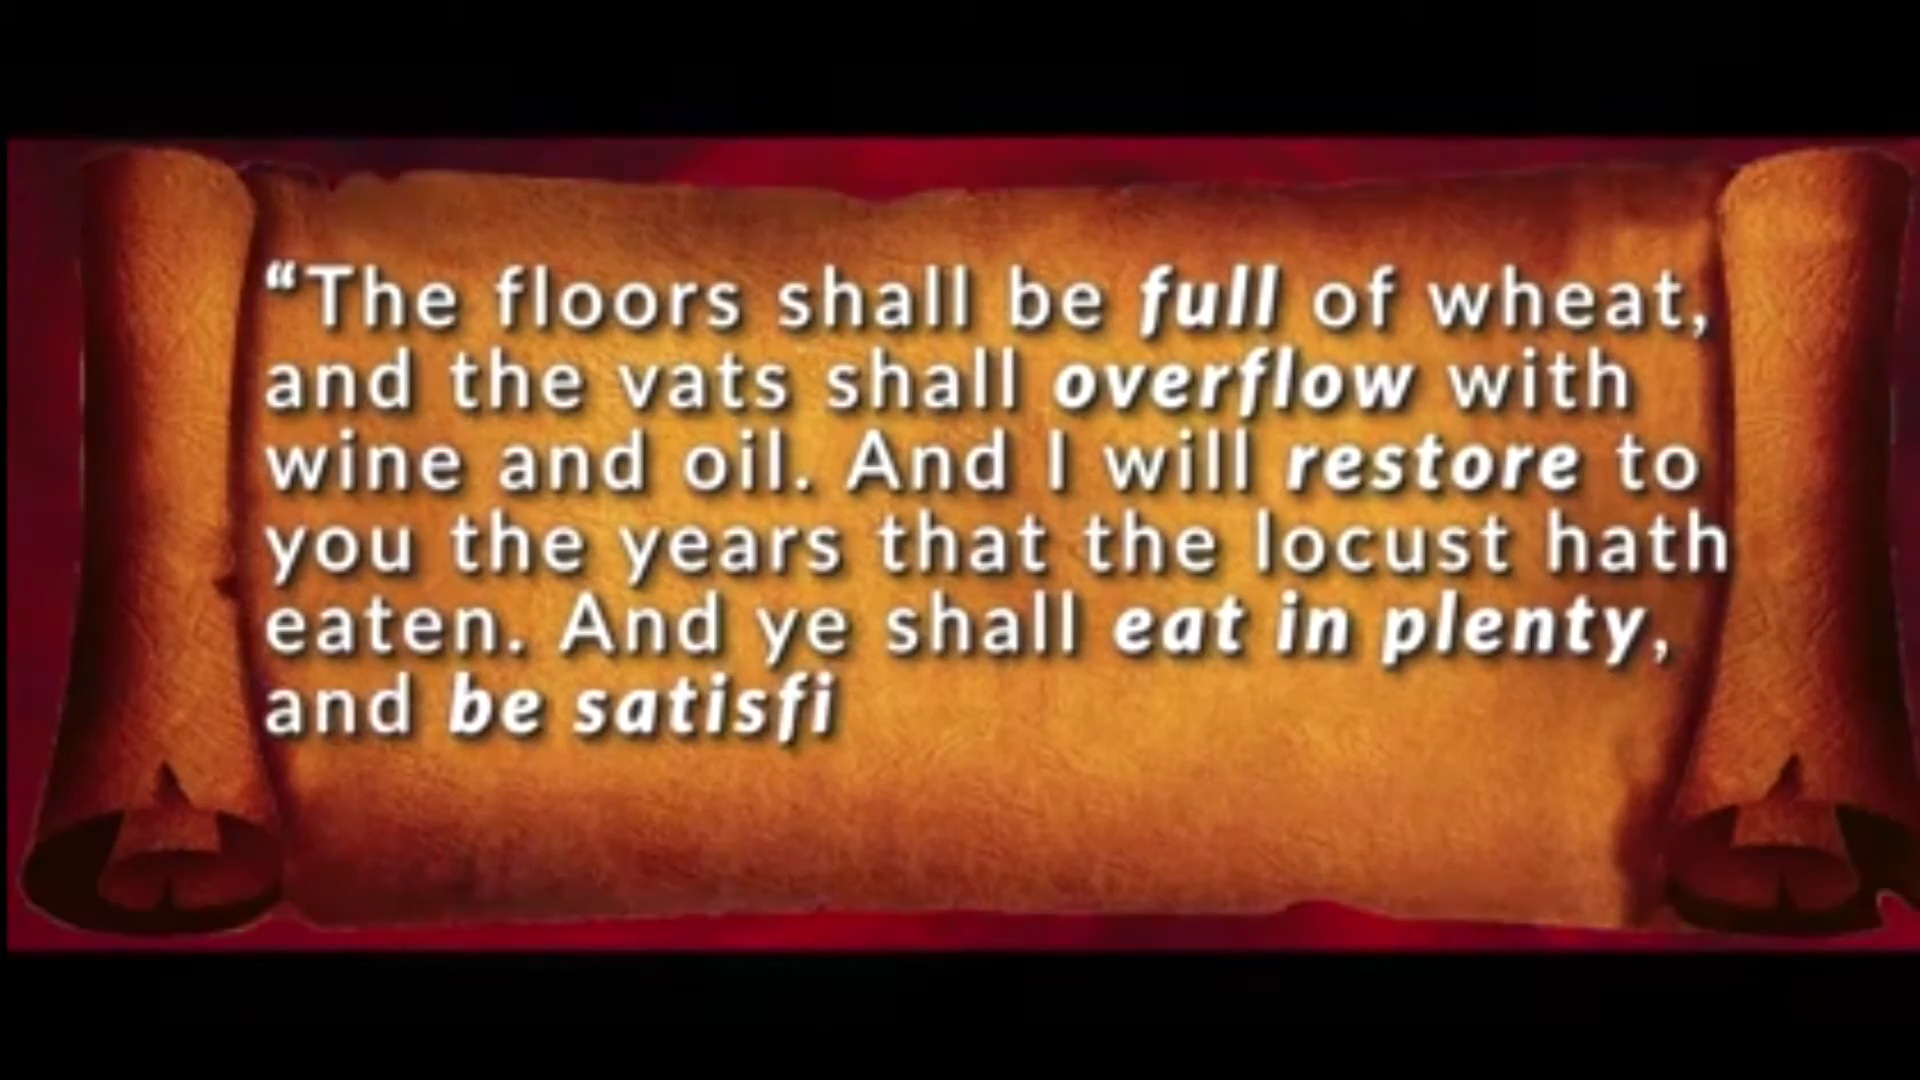 “The floors shall be full of wheat,
and the vats shall overflow with
wine and oil. And I will restore to
you the years that the locust hath
eaten. And ye shall eat in plenty,
and be satisfi